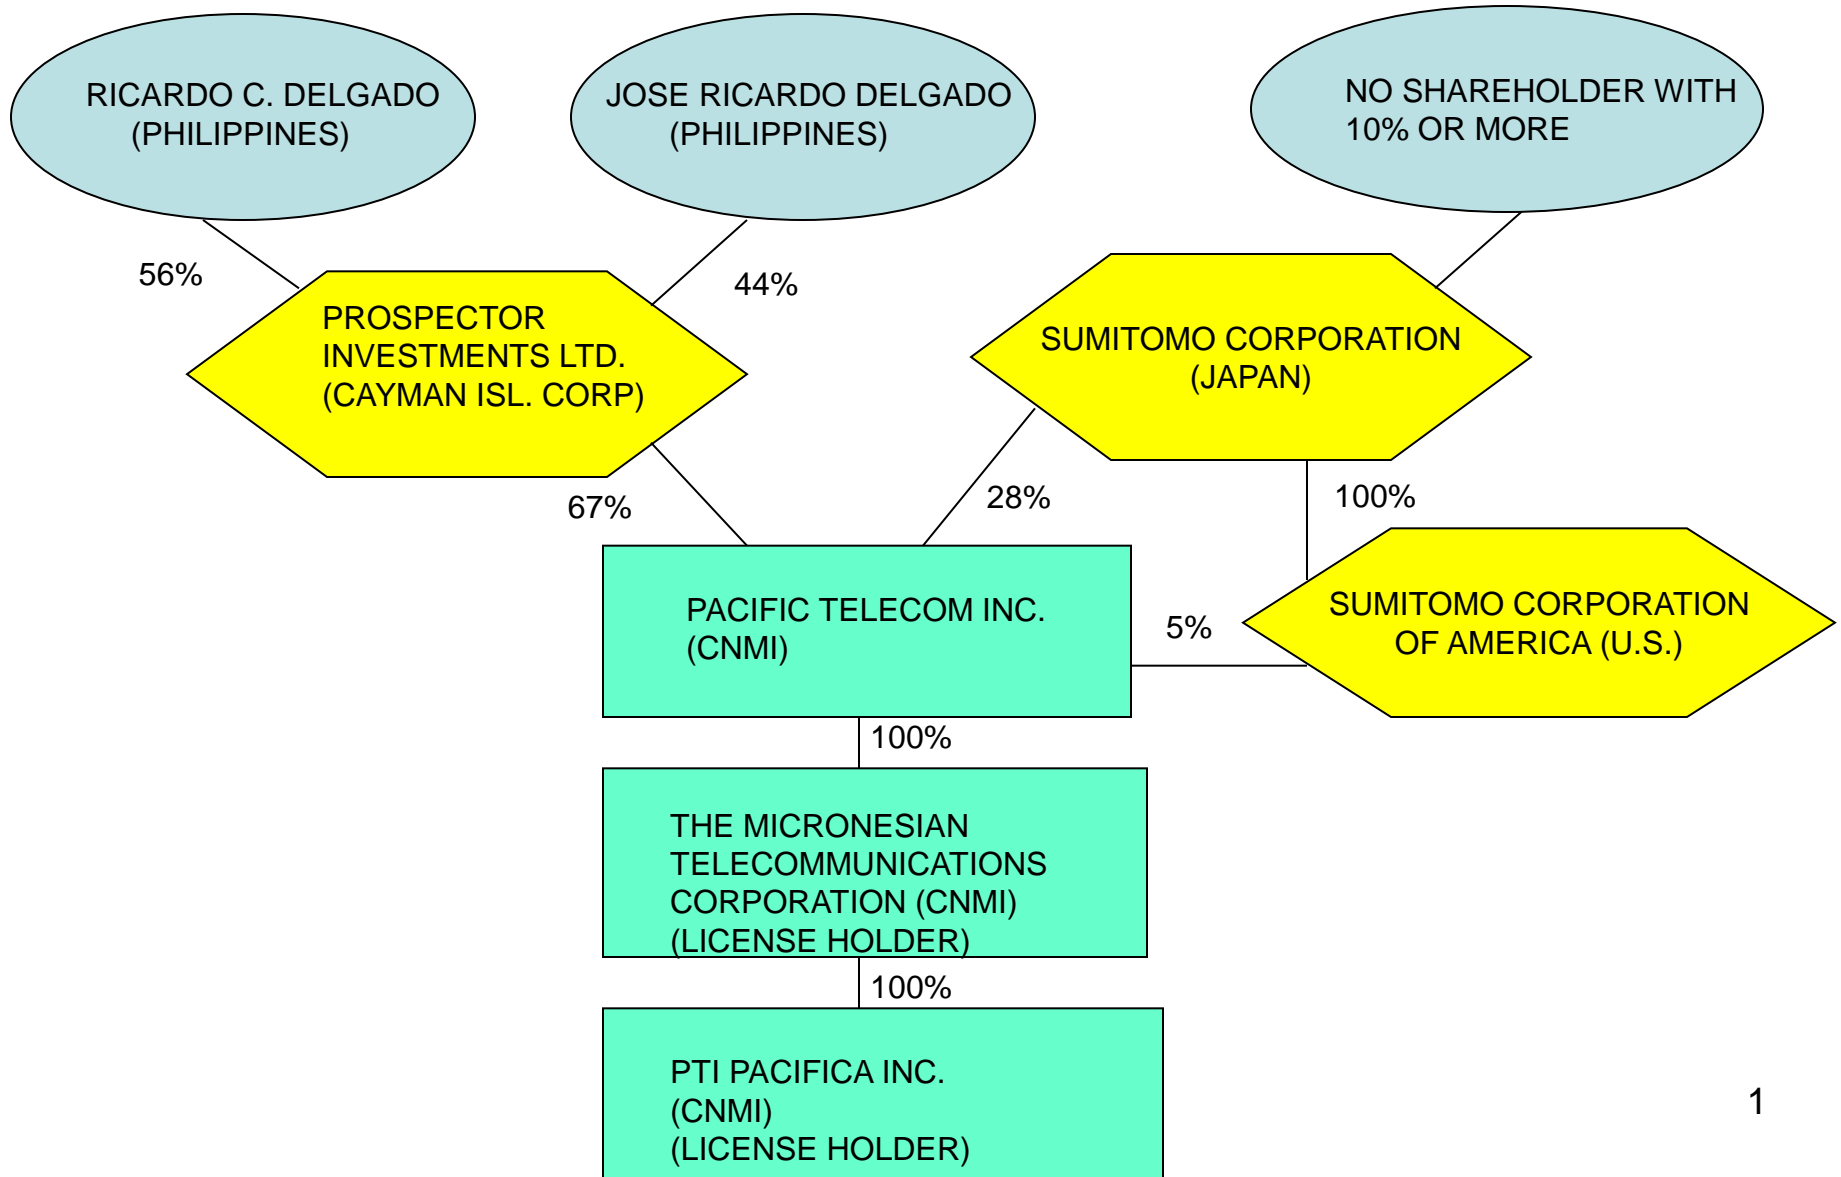 RICARDO C. DELGADO
(PHILIPPINES)
JOSE RICARDO DELGADO
(PHILIPPINES)
NO SHAREHOLDER WITH
10% OR MORE
56%
44%
PROSPECTOR
INVESTMENTS LTD.
(CAYMAN ISL. CORP)
SUMITOMO CORPORATION
(JAPAN)
67%
28%
100%
PACIFIC TELECOM INC.
(CNMI)
5%
SUMITOMO CORPORATION
OF AMERICA (U.S.)
100%
THE MICRONESIAN
TELECOMMUNICATIONS
CORPORATION (CNMI)
(LICENSE HOLDER)
100%
PTI PACIFICA INC.
(CNMI)
(LICENSE HOLDER)
1